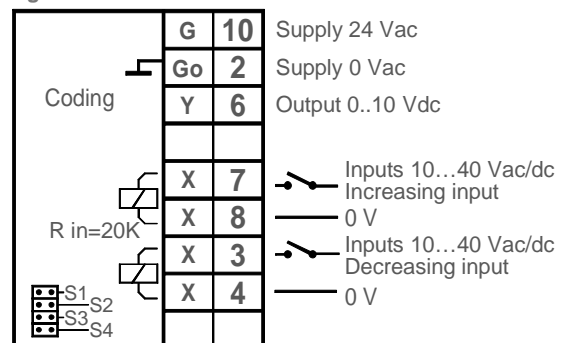 G 10 Supply 24 Vac
Go 2 Supply 0 Vac
Coding Y 6 Output 0..10 Vdc
X 7 Inputs 10…40 Vac/dc
Increasing input
X 8 0 V
R in=20K
X 3 Inputs 10…40 Vac/dc
Decreasing input
X 4 0 V
S1
S2
S3
S4